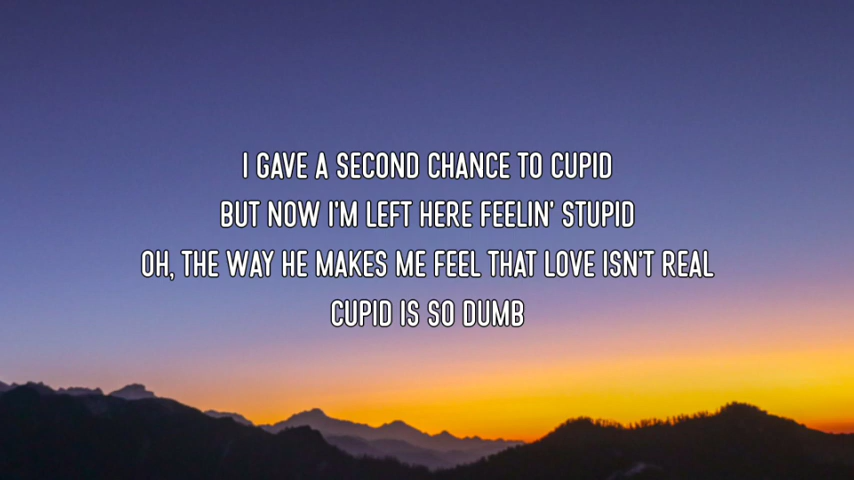 I GAVE A SECOND CHANCE TO CUPID
BUT NOW I'M LEFT HERE FEELIN' STUPID
OH, THE WAY HE MAKES ME FEEL THAT LOVE ISN'T REAL
CUPID IS SO DUMB